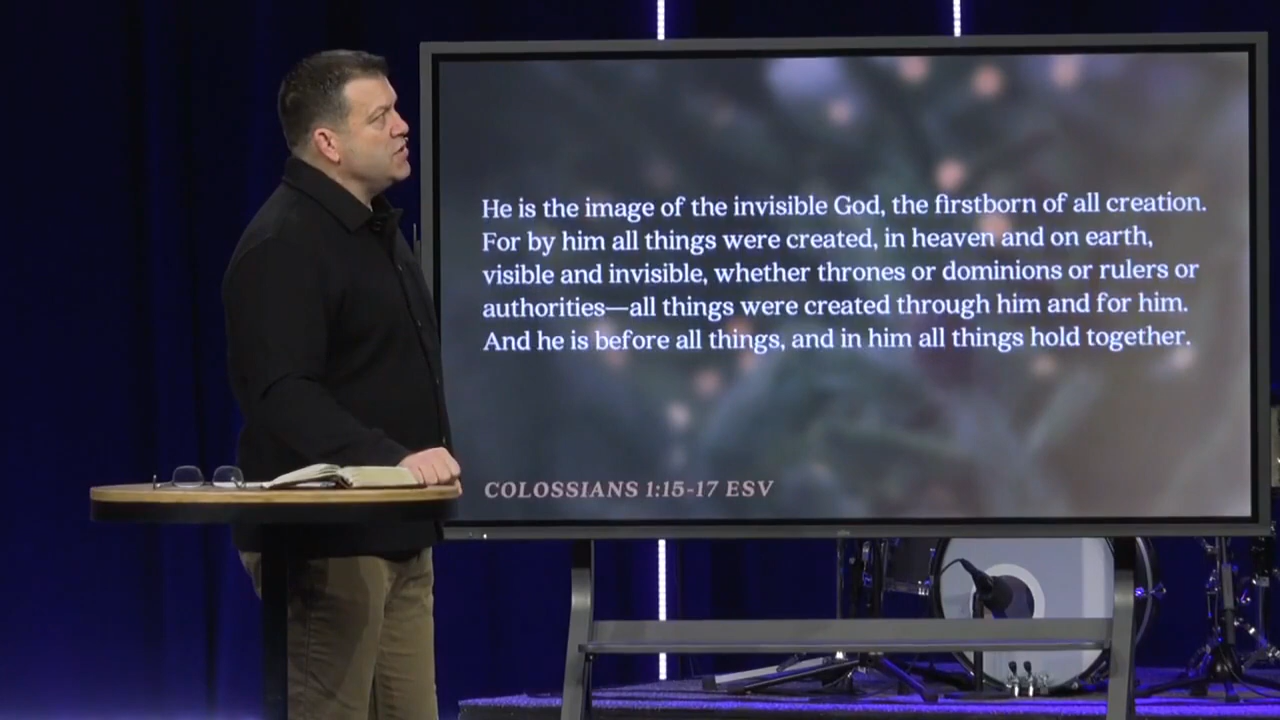 He is the image of the invisible God, the firstborn of all creation.
For by him all things were created, in heaven and on earth,
visible and invisible, whether thrones or dominions or rulers or
authorities—all things were created through him and for him.
And he is before all things, and in him all things hold together.
COLOSSIANS 1:15-17 ESV